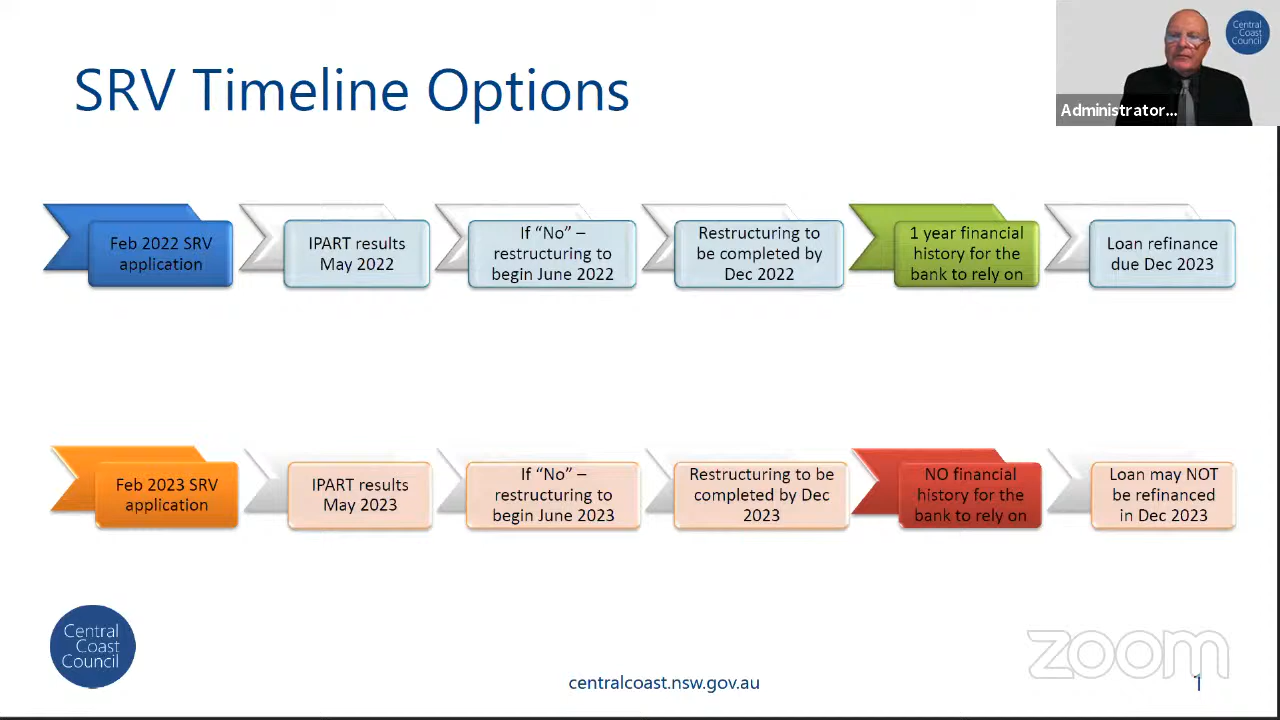 SRV Timeline Options
Central
Coast
Council
Administrator...
Feb 2022 SRV
application
IPART results
May 2022
If “No” –
restructuring to
begin June 2022
Restructuring to
be completed by
Dec 2022
1 year financial
history for the
bank to rely on
Loan refinance
due Dec 2023
Feb 2023 SRV
application
IPART results
May 2023
If “No” –
restructuring to
begin June 2023
Restructuring to be
completed by Dec
2023
NO financial
history for the
bank to rely on
Loan may NOT
be refinanced
in Dec 2023
Central
Coast
Council
zoom
centralcoast.nsw.gov.au
1